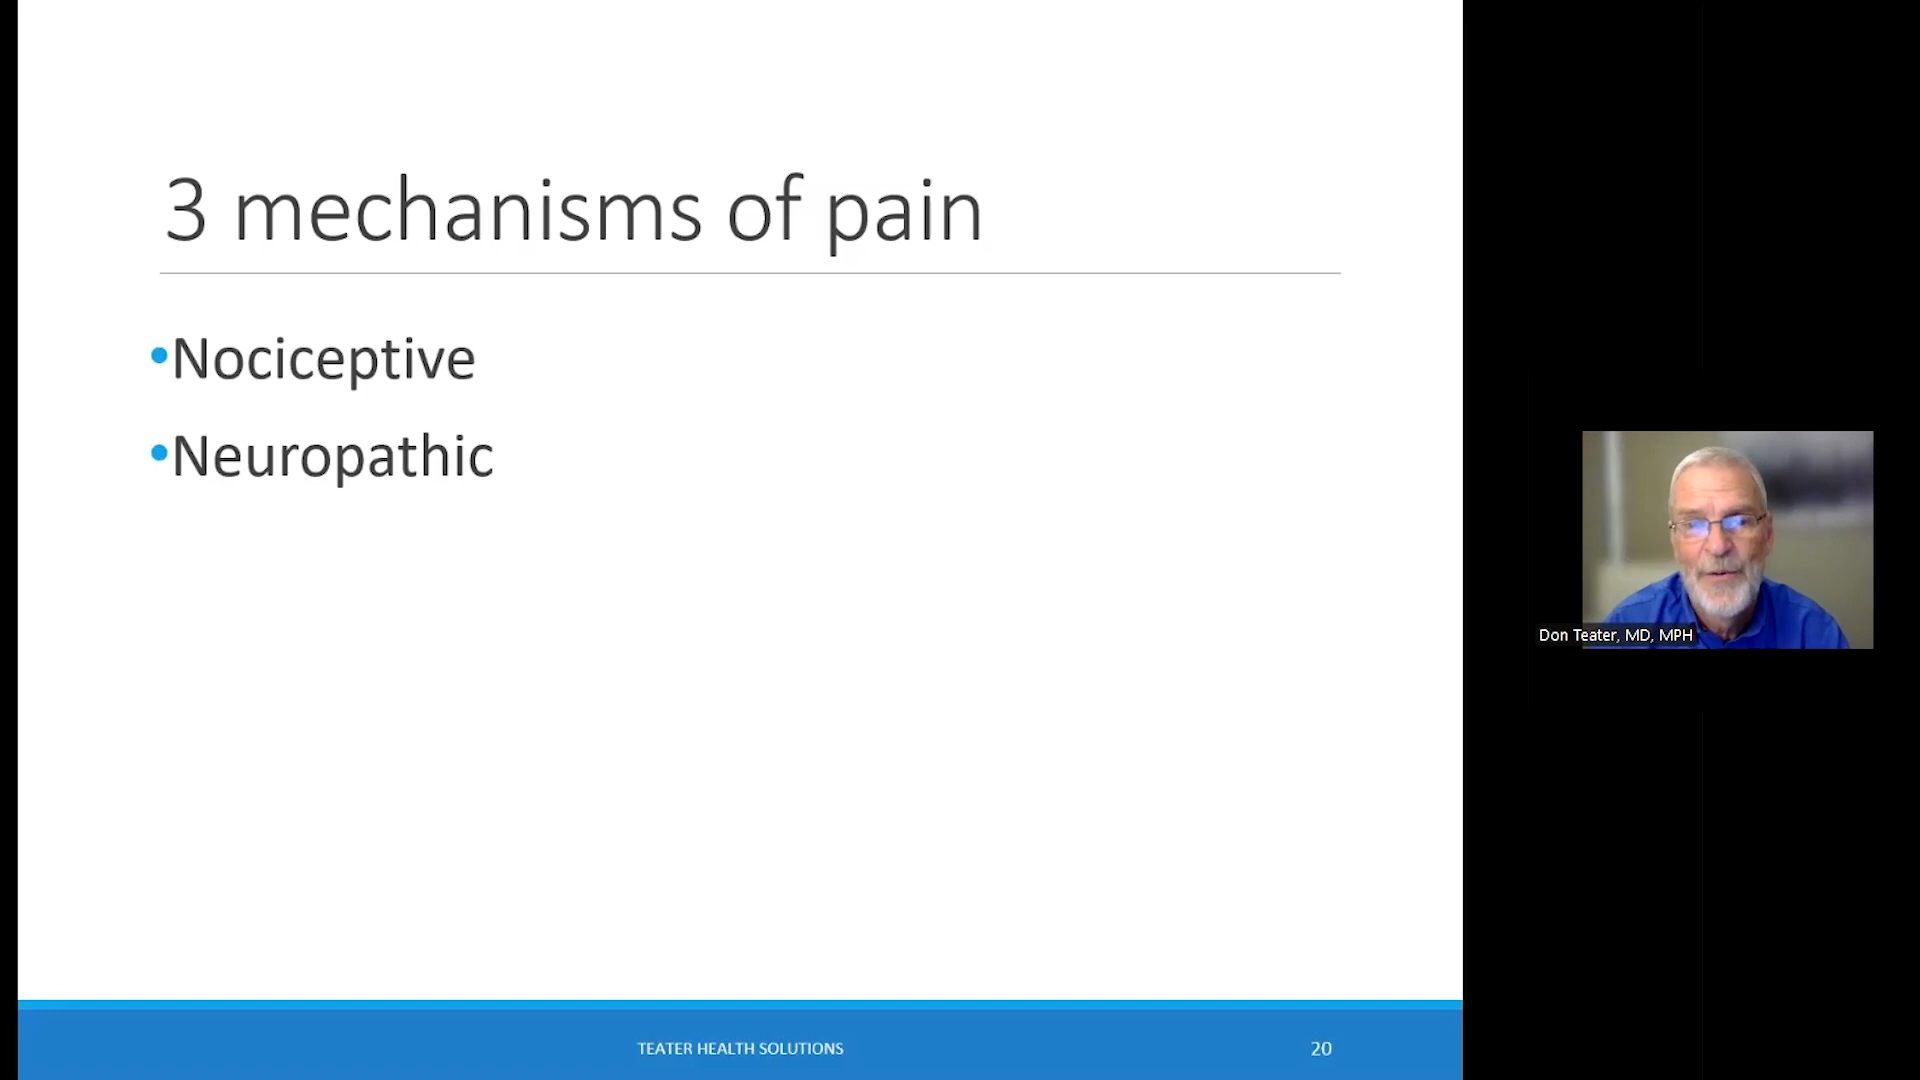 3 mechanisms of pain
•Nociceptive
•Neuropathic
Don Teater, MD, MPH
TEATER HEALTH SOLUTIONS
20